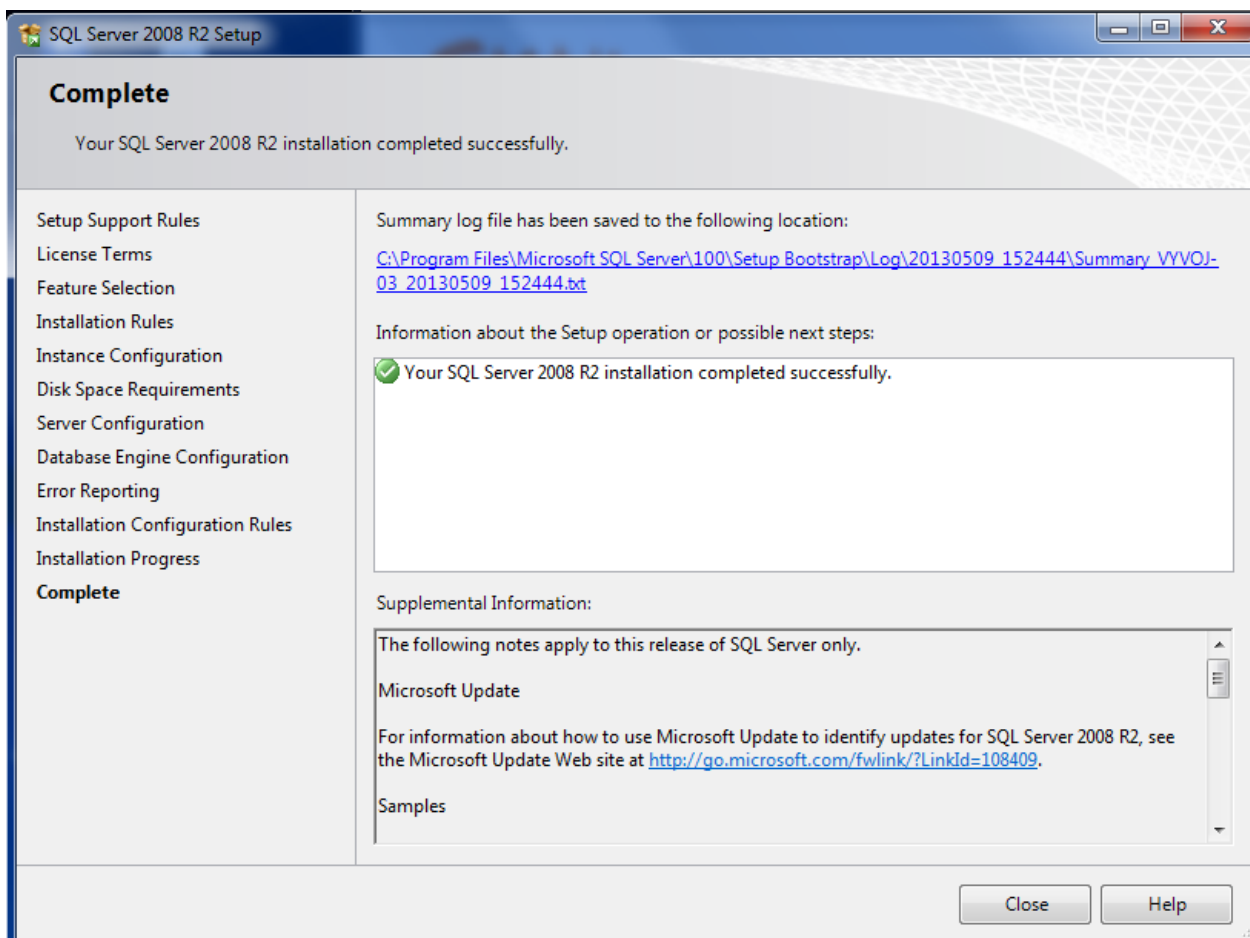 SQL Server 2008 R2 Setup
Complete
Your SQL Server 2008 R2 installation completed successfully.
Setup Support Rules
License Terms
Feature Selection
Installation Rules
Instance Configuration
Disk Space Requirements
Server Configuration
Database Engine Configuration
Error Reporting
Installation Configuration Rules
Installation Progress
Complete
Summary log file has been saved to the following location:
C:\Program Files\Microsoft SQL Server\100\Setup Bootstrap\Log\20130509_152444\Summary_VYVOJ-
03_20130509_152444.txt
Information about the Setup operation or possible next steps:
Your SQL Server 2008 R2 installation completed successfully.
Supplemental Information:
The following notes apply to this release of SQL Server only.
Microsoft Update
For information about how to use Microsoft Update to identify updates for SQL Server 2008 R2, see
the Microsoft Update Web site at http://go.microsoft.com/fwlink/?LinkId=108409.
Samples
Close
Help